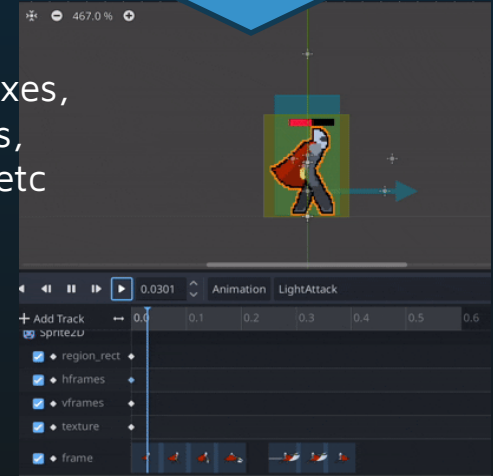 467.0 %
xes,
s,
etc
0.0301 Animation LightAttack
+ Add Track 0.0 0.1 0.2 0.3 0.4 0.5 0.6
Sprite2D
region_rect
hframes
vframes
texture
frame